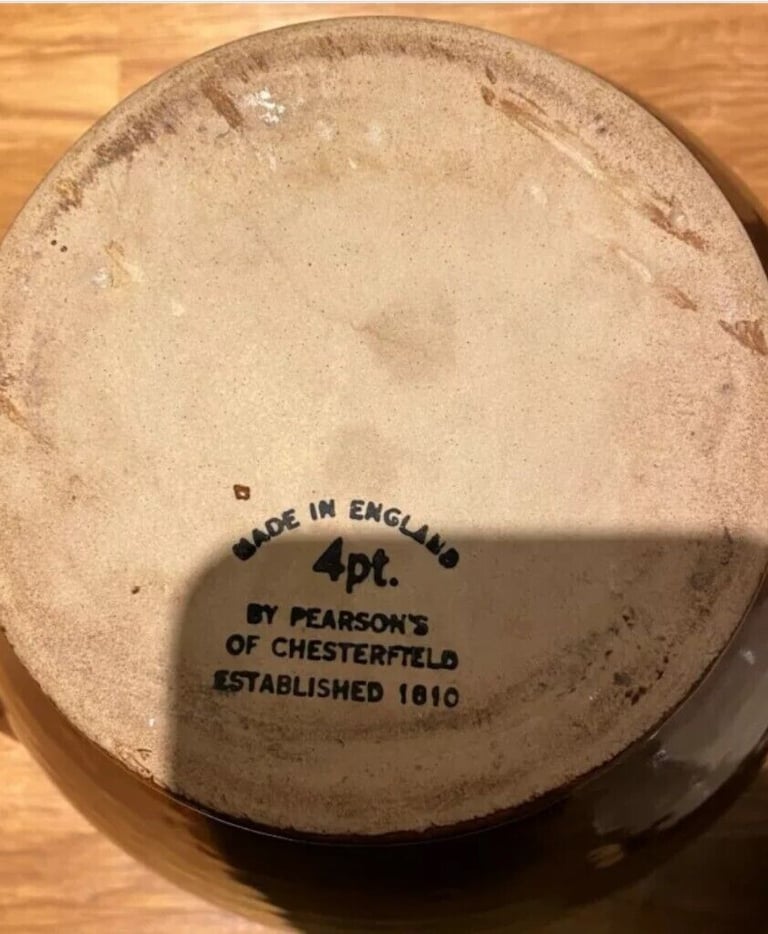 MADE IN ENGLAND
4pt.
BY PEARSON'S
OF CHESTERFIELD
ESTABLISHED 1810